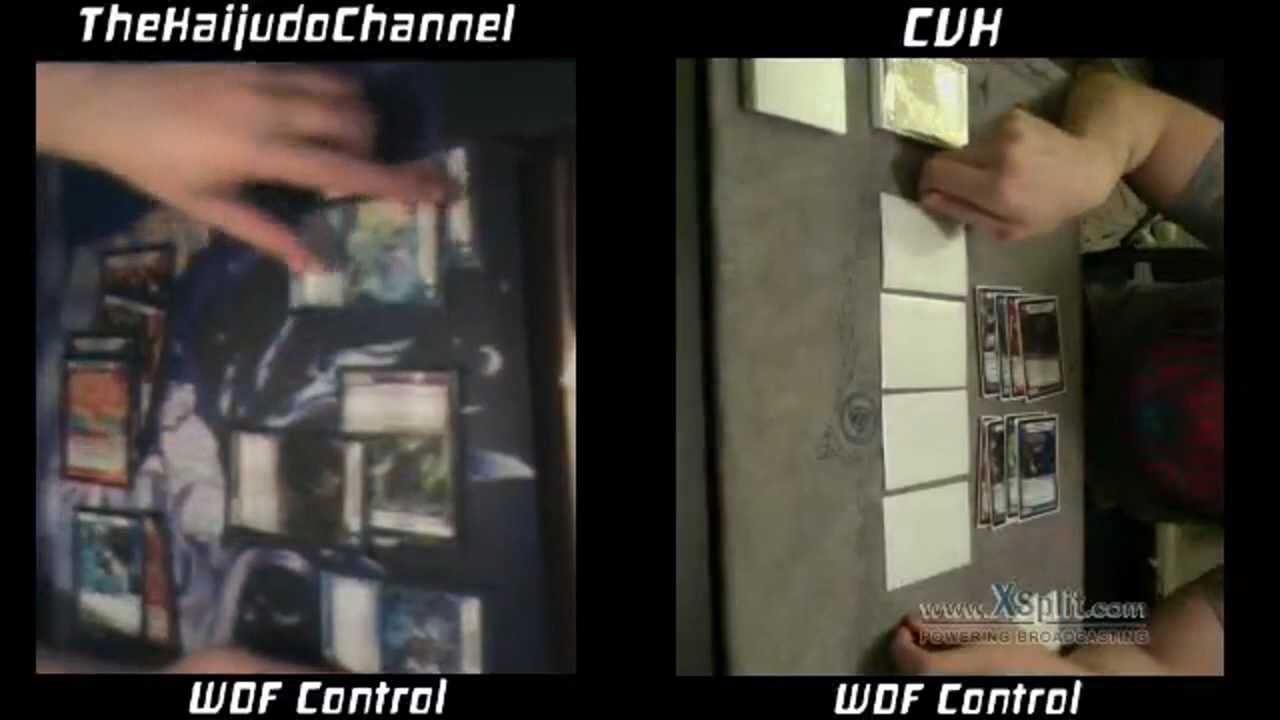 TheKaijudoChannel
CVH
www.XSplit.com
POWERING BROADCASTING
WDF Control
WDF Control